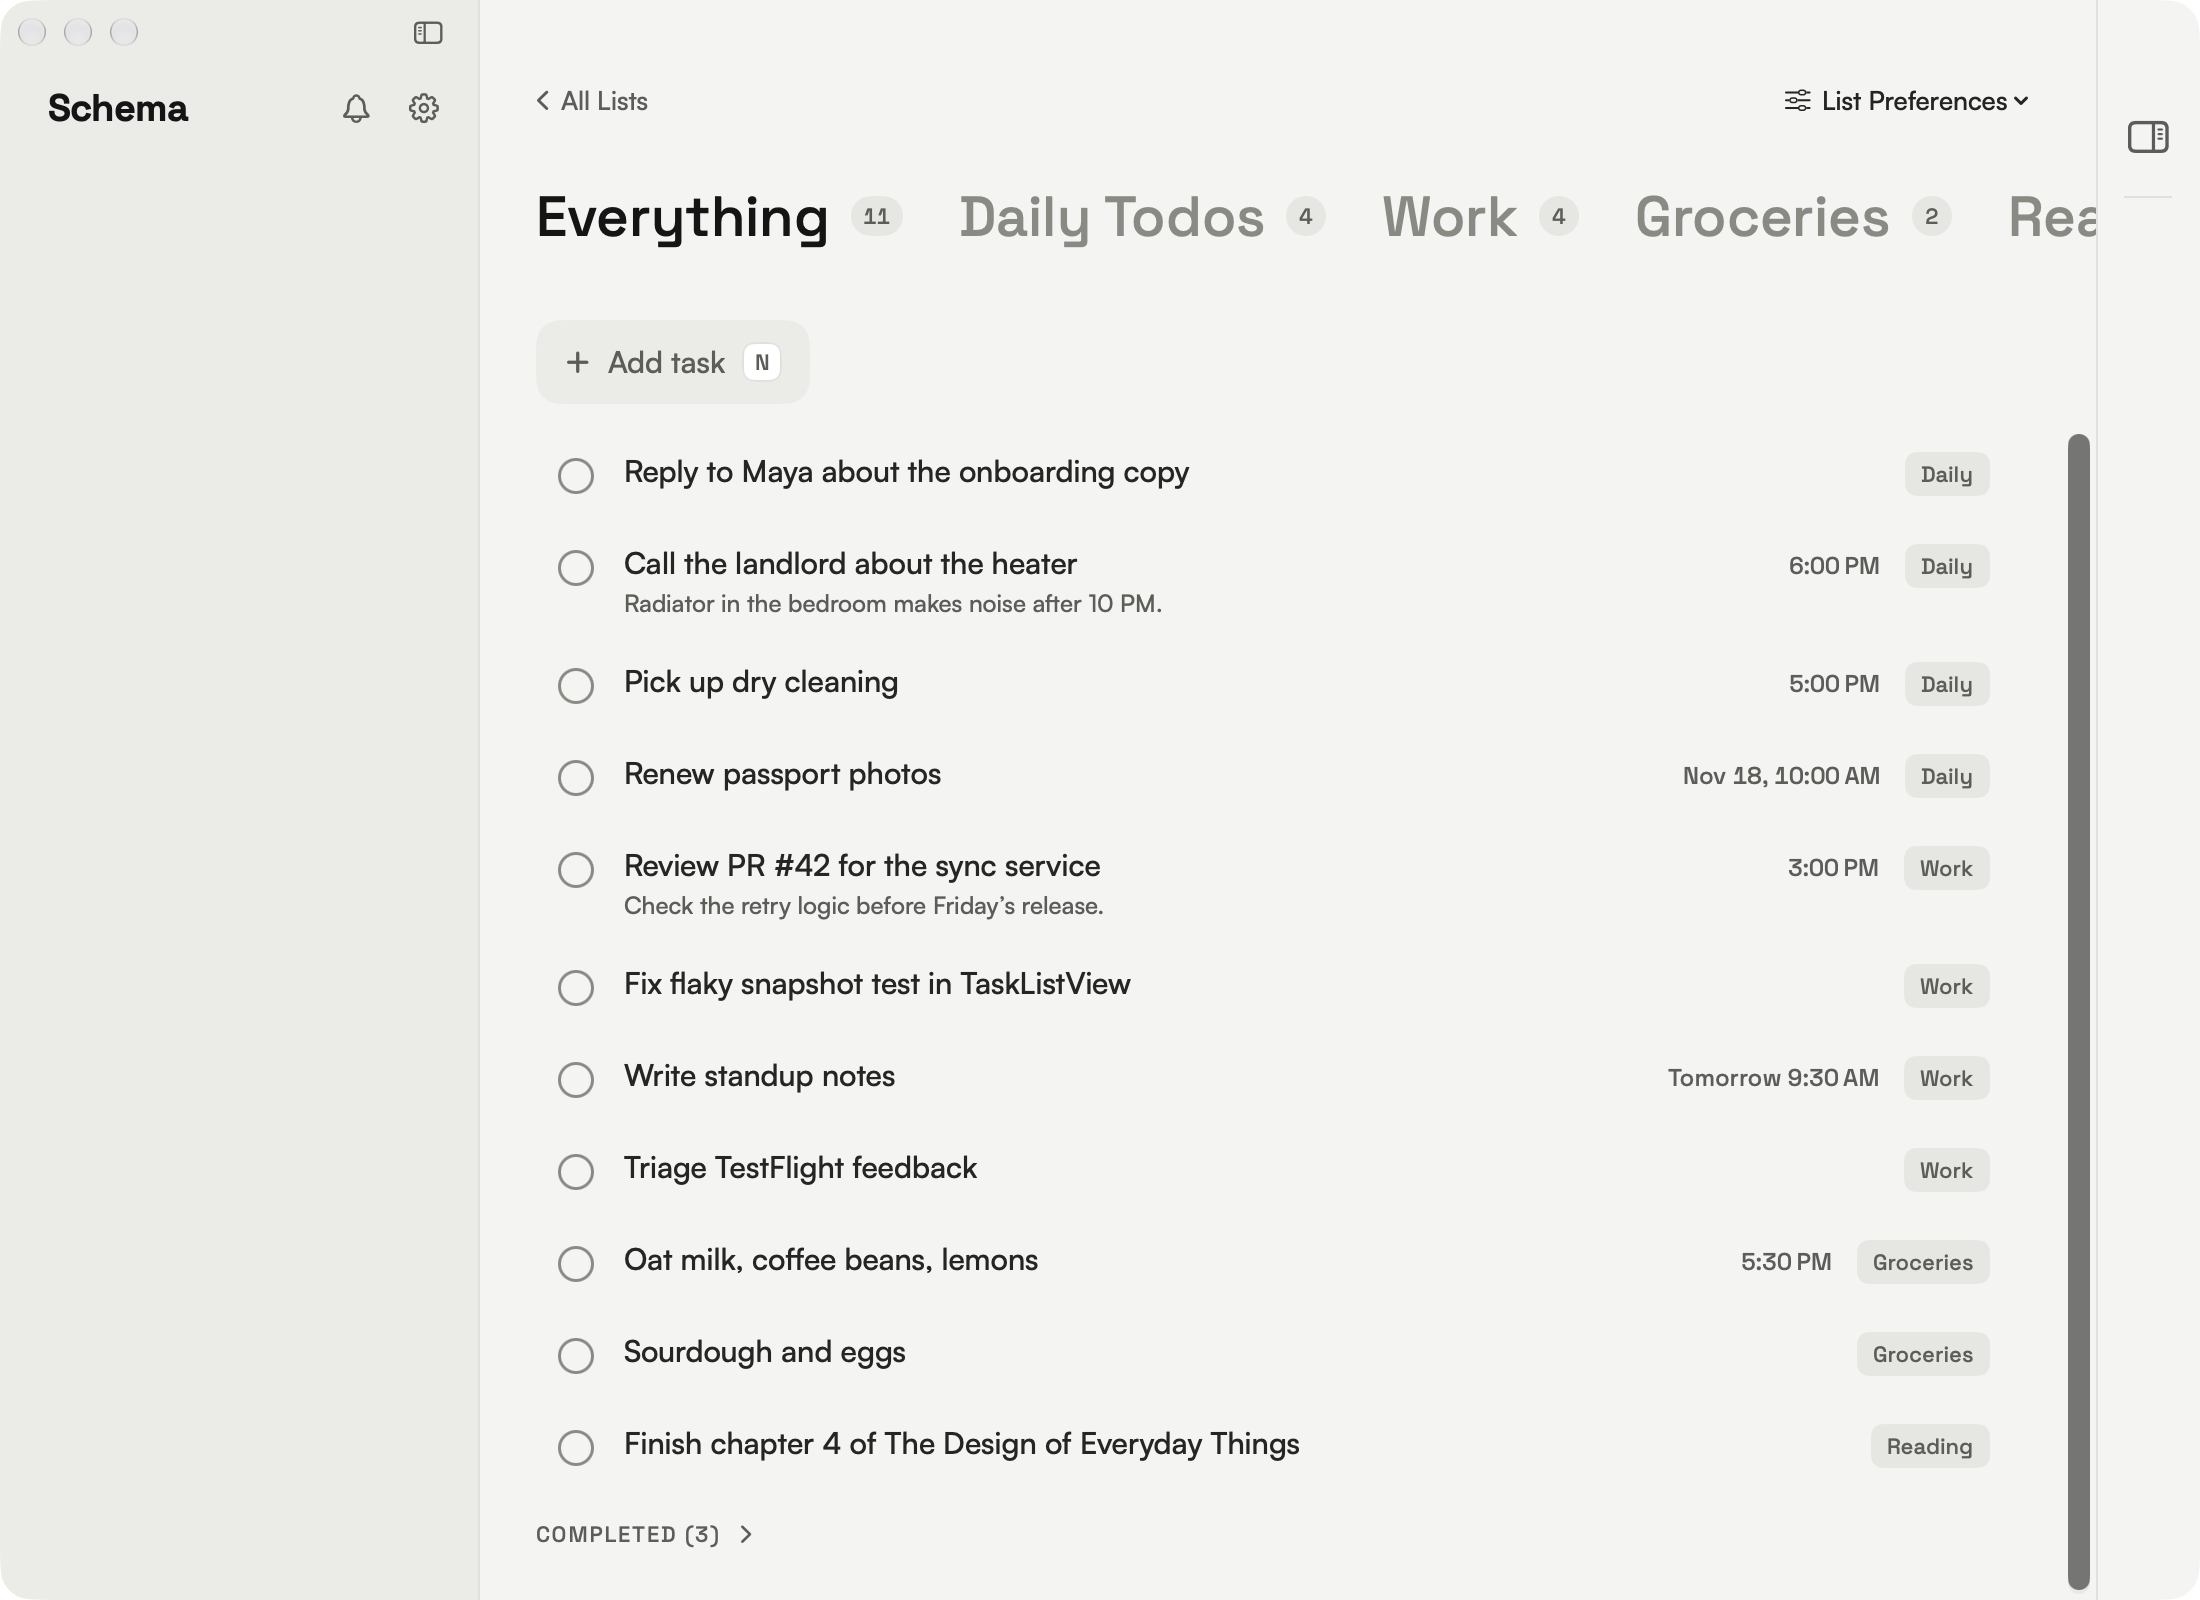 Schema
All Lists
List Preferences
Everything 11 Daily Todos 4 Work 4 Groceries 2 Rea
Add task N
Reply to Maya about the onboarding copy Daily
Call the landlord about the heater 6:00 PM Daily
Radiator in the bedroom makes noise after 10 PM.
Pick up dry cleaning 5:00 PM Daily
Renew passport photos Nov 18, 10:00 AM Daily
Review PR #42 for the sync service 3:00 PM Work
Check the retry logic before Friday’s release.
Fix flaky snapshot test in TaskListView Work
Write standup notes Tomorrow 9:30 AM Work
Triage TestFlight feedback Work
Oat milk, coffee beans, lemons 5:30 PM Groceries
Sourdough and eggs Groceries
Finish chapter 4 of The Design of Everyday Things Reading
COMPLETED (3)